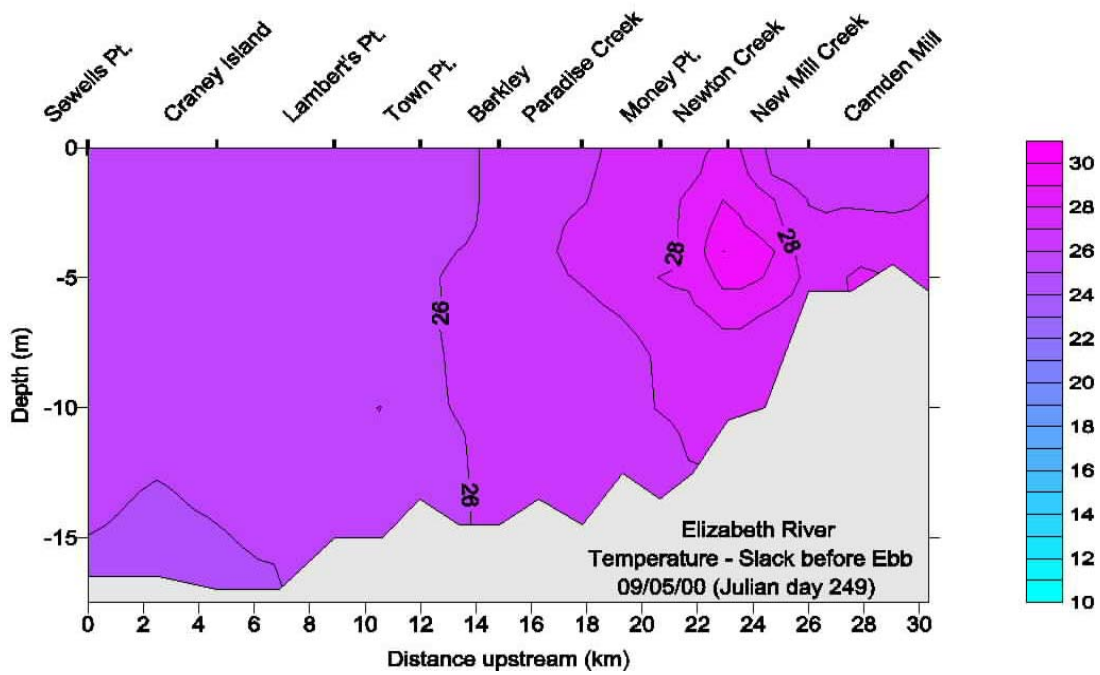 Sewells Pt.
Craney Island
Lambert's Pt.
Town Pt.
Berkley
Paradise Creek
Money Pt.
Newton Creek
New Mill Creek
Camden Mill
0
-5
-10
-15
Depth (m)
26
26
28
28
Elizabeth River
Temperature - Slack before Ebb
09/05/00 (Julian day 249)
0 2 4 6 8 10 12 14 16 18 20 22 24 26 28 30
Distance upstream (km)
30
28
26
24
22
20
18
16
14
12
10